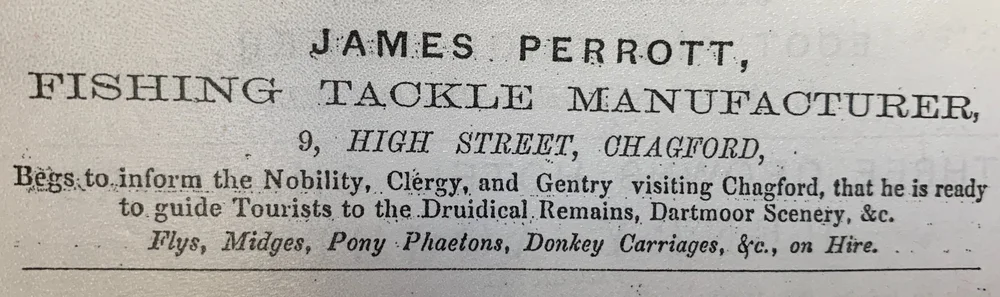 JAMES PERROTT,
FISHING TACKLE MANUFACTURER,
9, HIGH STREET, CHAGFORD,
Begs to inform the Nobility, Clergy, and Gentry visiting Chagford, that he is ready
to guide Tourists to the Druidical Remains, Dartmoor Scenery, &c.
Flys, Midges, Pony Phaetons, Donkey Carriages, &c., on Hire.